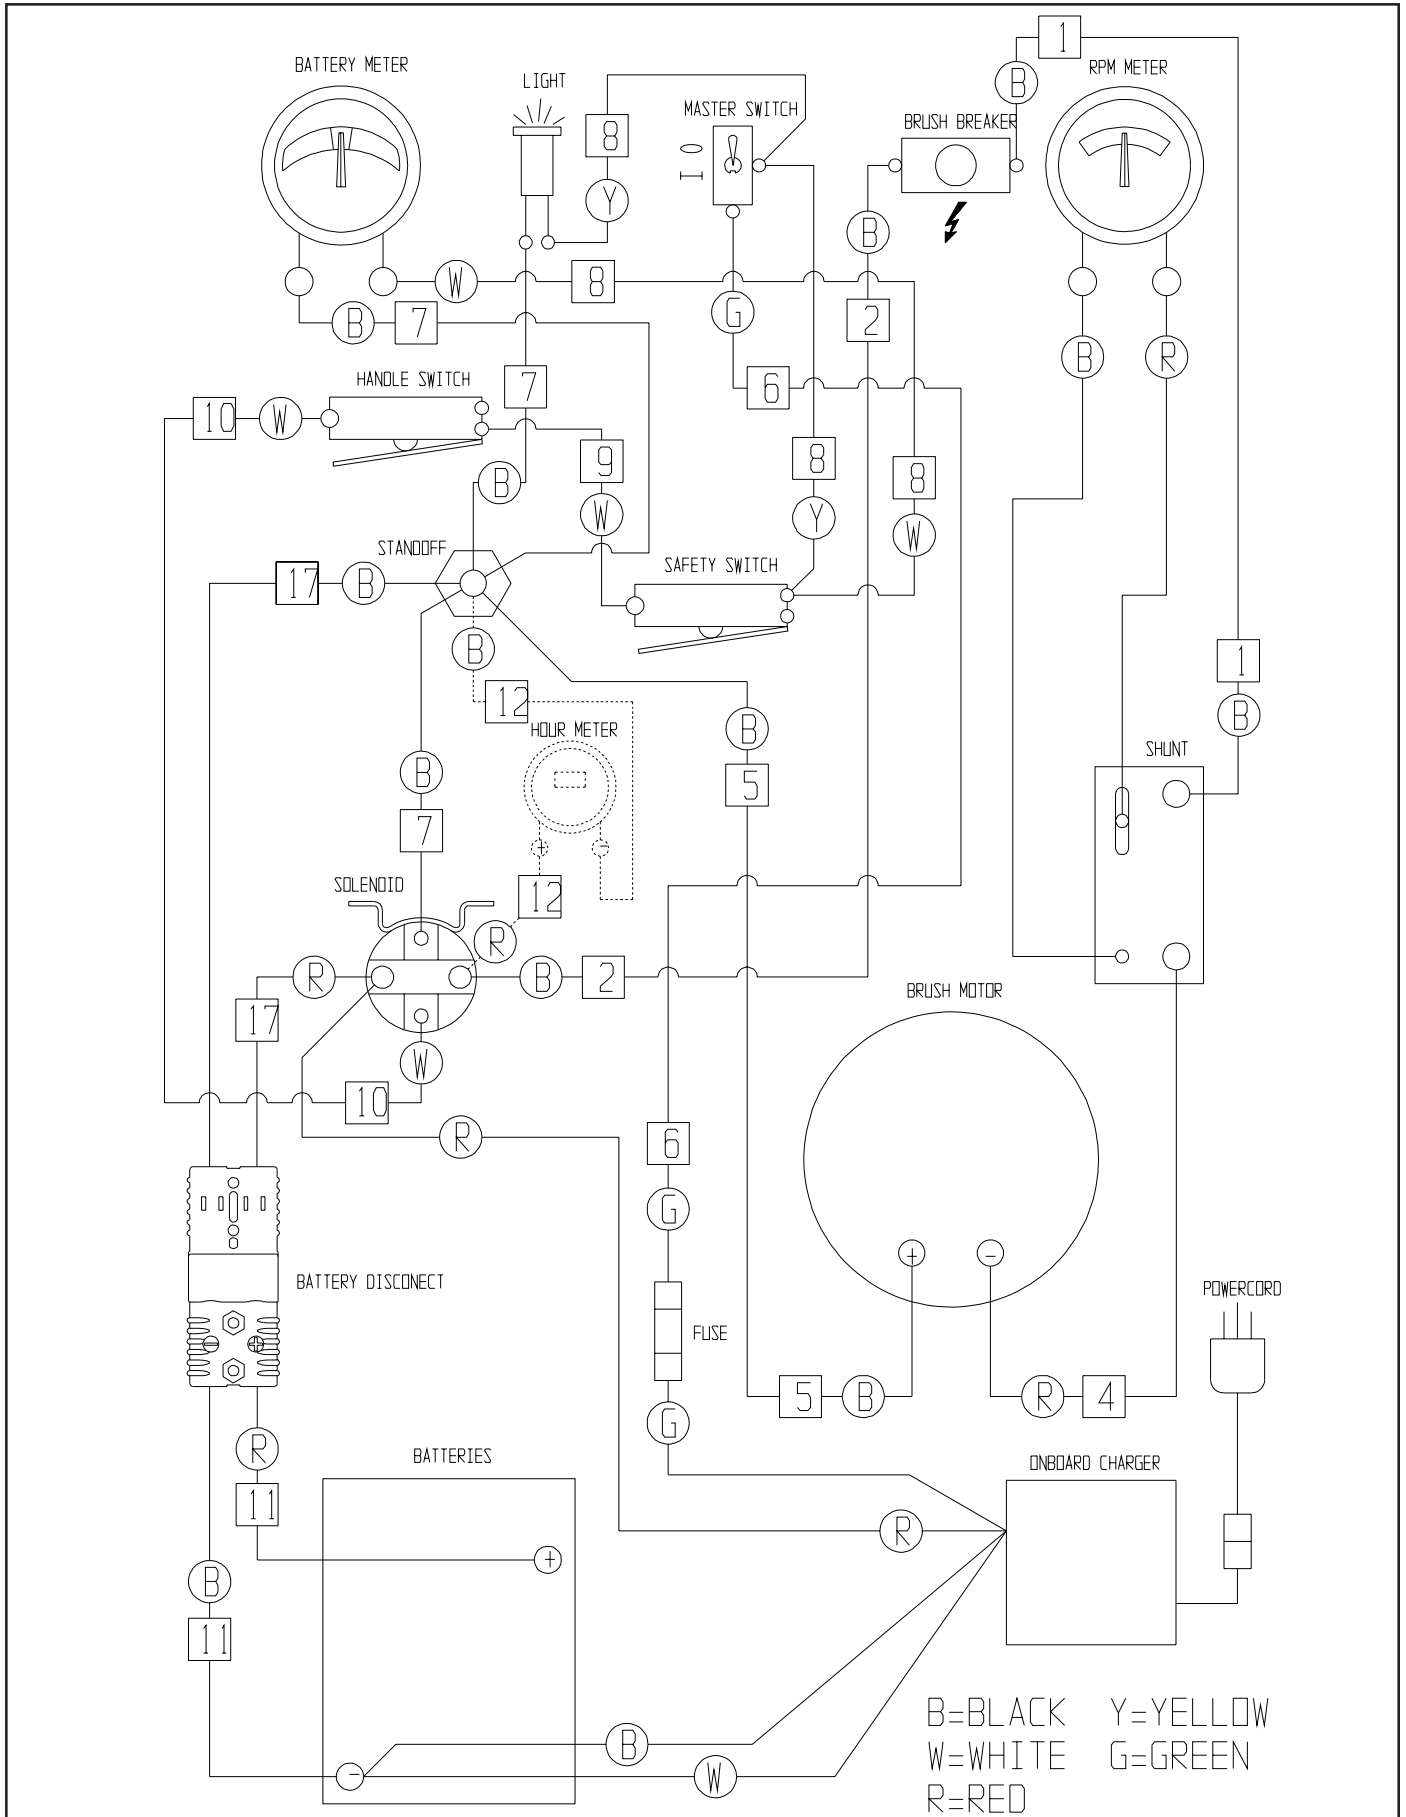 1
BATTERY METER
LIGHT
RPM METER
B
MASTER SWITCH
BRUSH BREAKER
8
I O
Y
B
W
8
G
2
B
7
B
R
HANDLE SWITCH
7
6
10
W
9
8
8
B
W
Y
W
STANDOFF
SAFETY SWITCH
17
B
B
1
12
B
B
HOUR METER
SHUNT
B
5
7
+
-
SOLENOID
12
R
R
B
2
BRUSH MOTOR
17
W
10
R
6
G
+
-
BATTERY DISCONECT
POWERCORD
FUSE
-
+
5
B
R
4
G
R
BATTERIES
ONBOARD CHARGER
11
R
+
B
11
B=BLACK
Y=YELLOW
B
W=WHITE
G=GREEN
-
W
R=RED